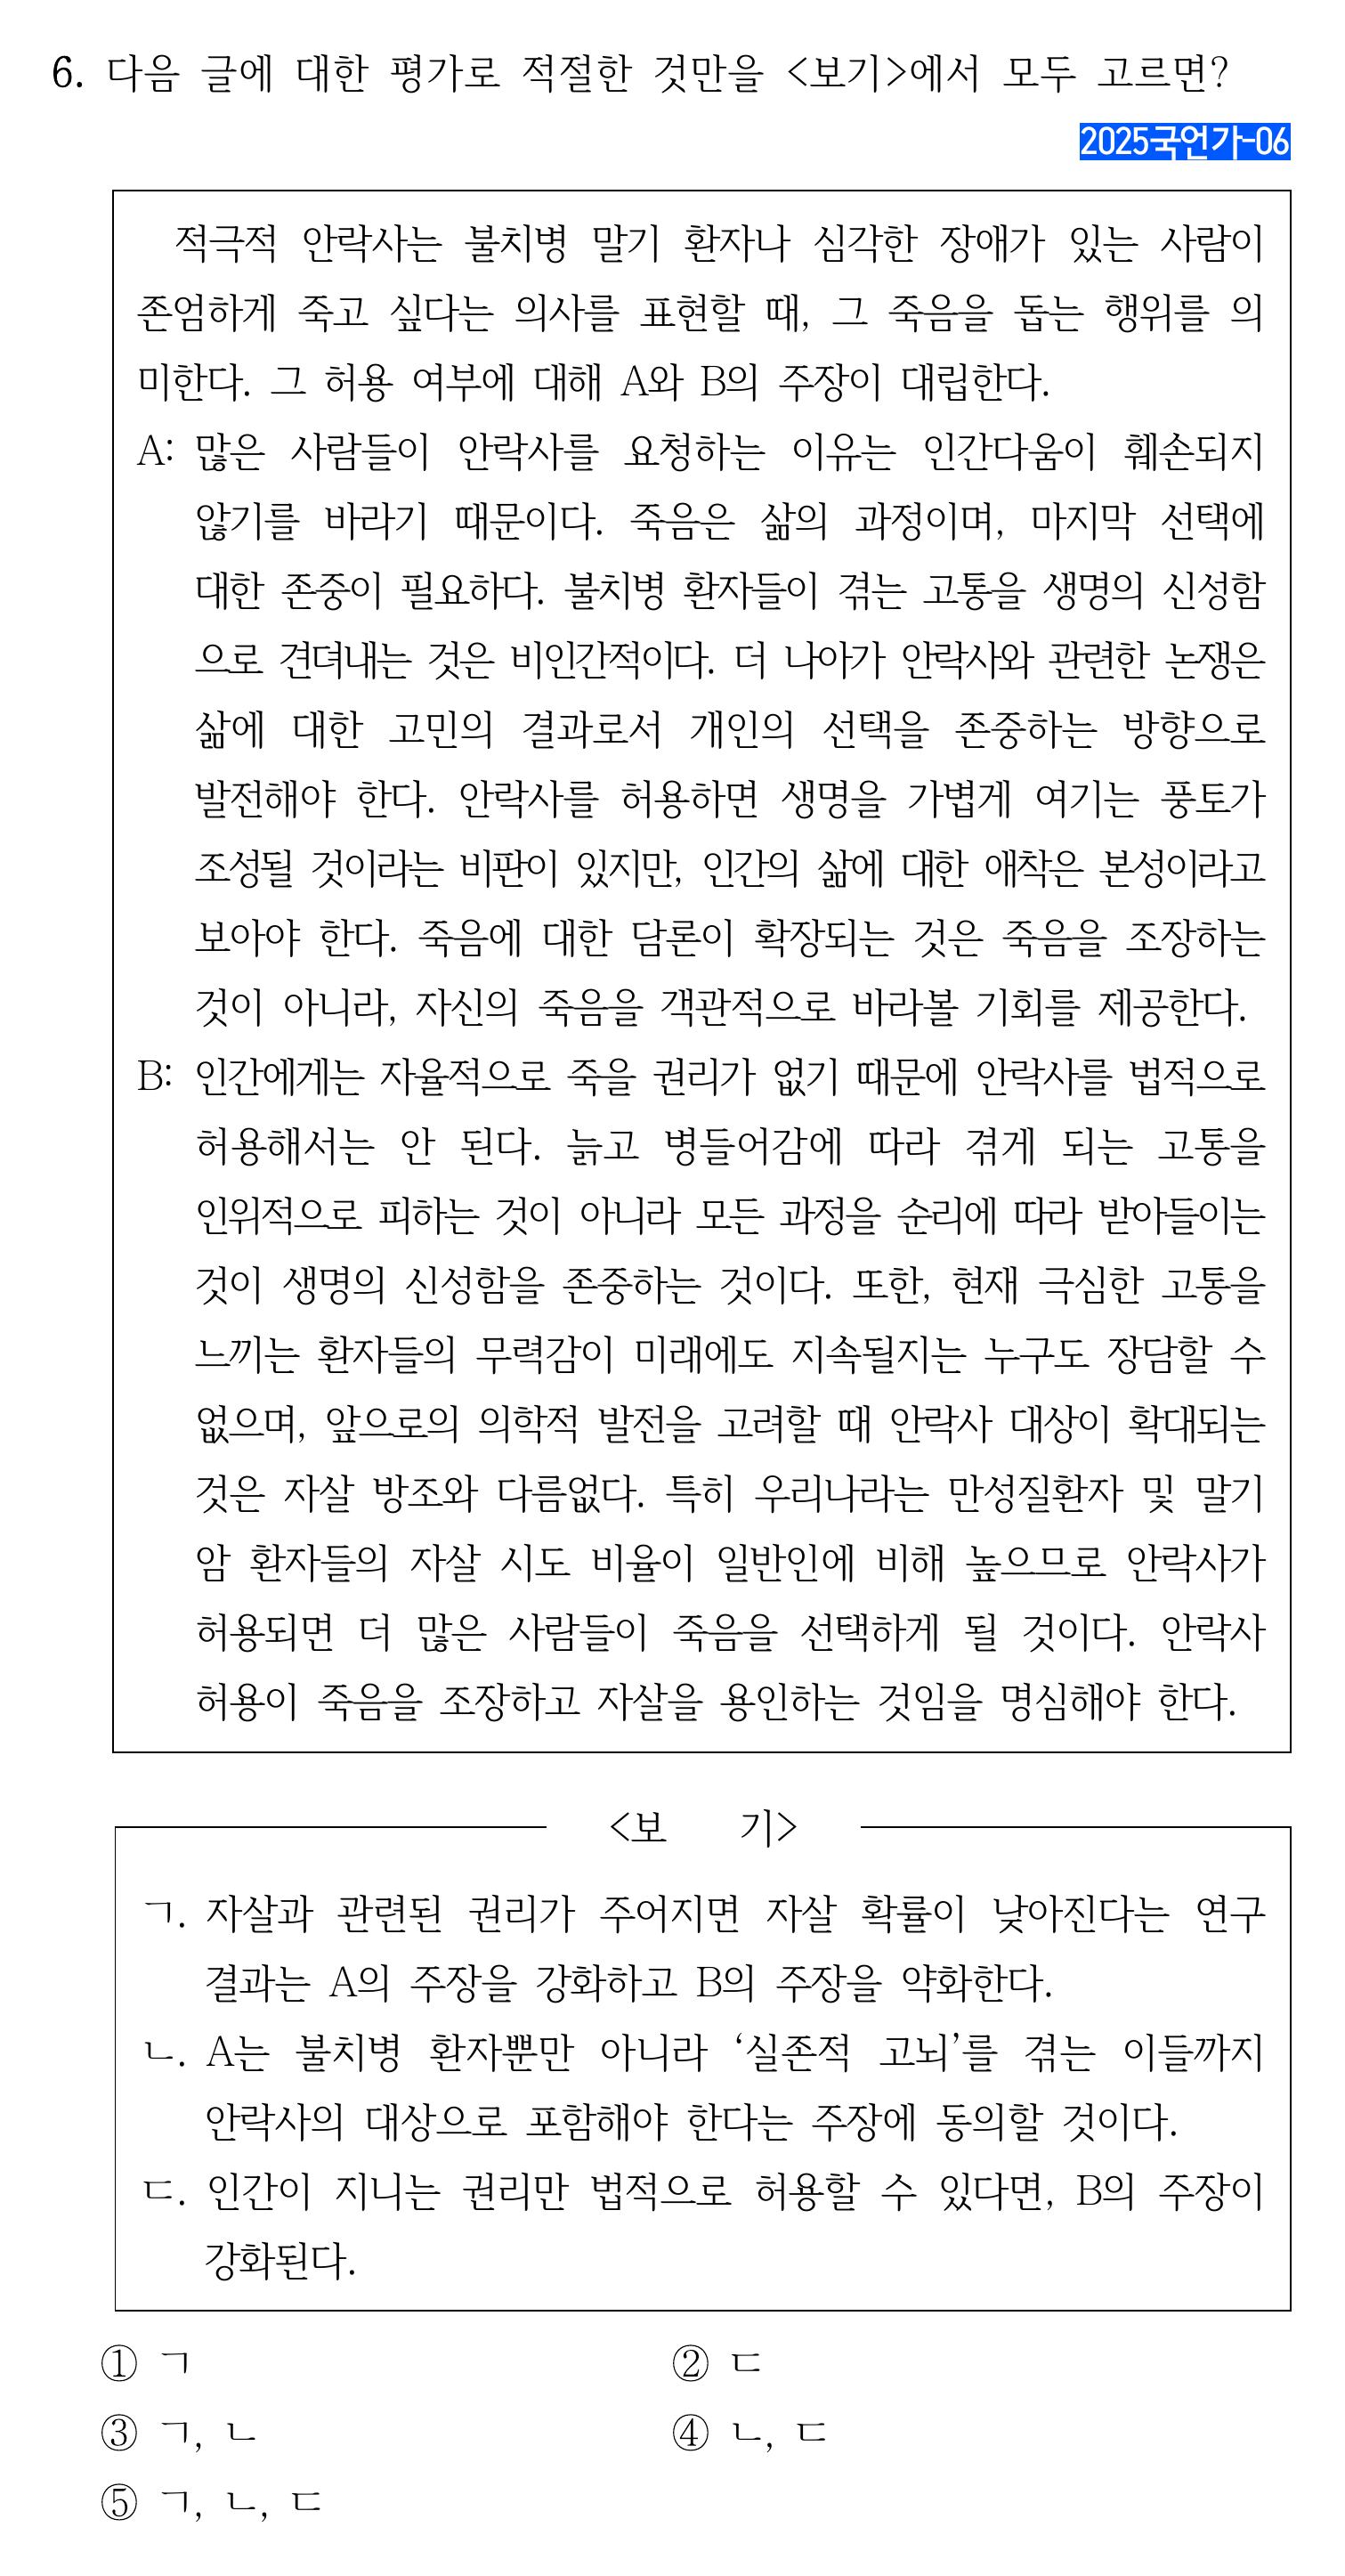 6. 다음 글에 대한 평가로 적절한 것만을 <보기>에서 모두 고르면?
2025국언가-06
적극적 안락사는 불치병 말기 환자나 심각한 장애가 있는 사람이
존엄하게 죽고 싶다는 의사를 표현할 때, 그 죽음을 돕는 행위를 의
미한다. 그 허용 여부에 대해 A와 B의 주장이 대립한다.
A: 많은 사람들이 안락사를 요청하는 이유는 인간다움이 훼손되지
않기를 바라기 때문이다. 죽음은 삶의 과정이며, 마지막 선택에
대한 존중이 필요하다. 불치병 환자들이 겪는 고통을 생명의 신성함
으로 견뎌내는 것은 비인간적이다. 더 나아가 안락사와 관련한 논쟁은
삶에 대한 고민의 결과로서 개인의 선택을 존중하는 방향으로
발전해야 한다. 안락사를 허용하면 생명을 가볍게 여기는 풍토가
조성될 것이라는 비판이 있지만, 인간의 삶에 대한 애착은 본성이라고
보아야 한다. 죽음에 대한 담론이 확장되는 것은 죽음을 조장하는
것이 아니라, 자신의 죽음을 객관적으로 바라볼 기회를 제공한다.
B: 인간에게는 자율적으로 죽을 권리가 없기 때문에 안락사를 법적으로
허용해서는 안 된다. 늙고 병들어감에 따라 겪게 되는 고통을
인위적으로 피하는 것이 아니라 모든 과정을 순리에 따라 받아들이는
것이 생명의 신성함을 존중하는 것이다. 또한, 현재 극심한 고통을
느끼는 환자들의 무력감이 미래에도 지속될지는 누구도 장담할 수
없으며, 앞으로의 의학적 발전을 고려할 때 안락사 대상이 확대되는
것은 자살 방조와 다름없다. 특히 우리나라는 만성질환자 및 말기
암 환자들의 자살 시도 비율이 일반인에 비해 높으므로 안락사가
허용되면 더 많은 사람들이 죽음을 선택하게 될 것이다. 안락사
허용이 죽음을 조장하고 자살을 용인하는 것임을 명심해야 한다.
<보 기>
ㄱ. 자살과 관련된 권리가 주어지면 자살 확률이 낮아진다는 연구
결과는 A의 주장을 강화하고 B의 주장을 약화한다.
ㄴ. A는 불치병 환자뿐만 아니라 ‘실존적 고뇌’를 겪는 이들까지
안락사의 대상으로 포함해야 한다는 주장에 동의할 것이다.
ㄷ. 인간이 지니는 권리만 법적으로 허용할 수 있다면, B의 주장이
강화된다.
① ㄱ ② ㄷ
③ ㄱ, ㄴ ④ ㄴ, ㄷ
⑤ ㄱ, ㄴ, ㄷ